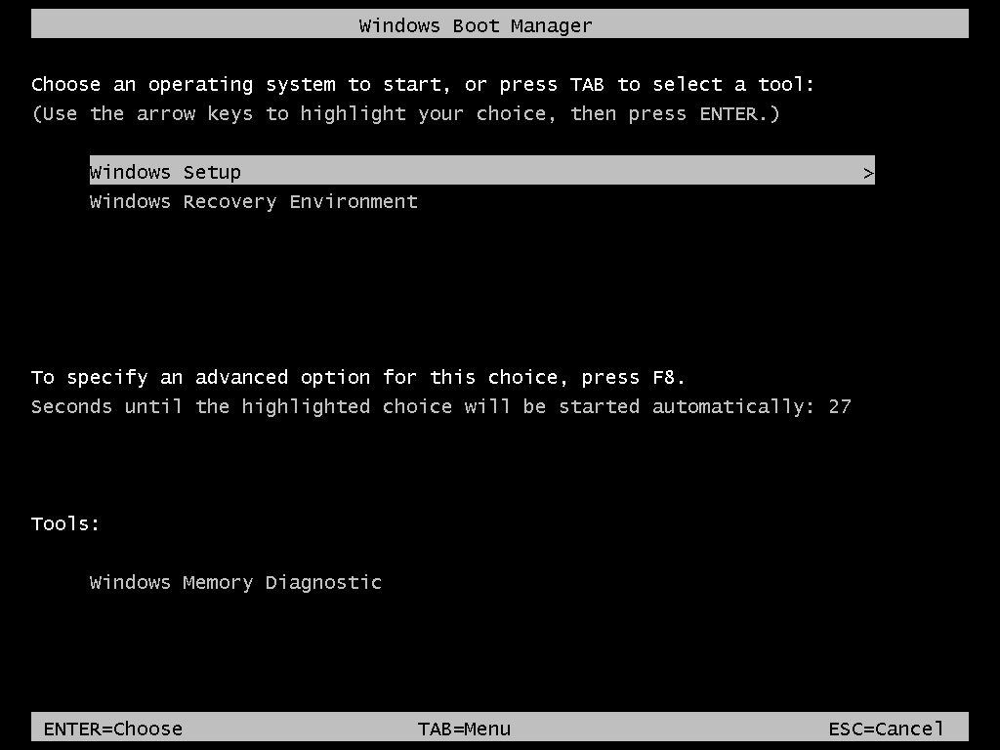 Windows Boot Manager
Choose an operating system to start, or press TAB to select a tool:
(Use the arrow keys to highlight your choice, then press ENTER.)
Windows Setup >
Windows Recovery Environment
To specify an advanced option for this choice, press F8.
Seconds until the highlighted choice will be started automatically: 27
Tools:
Windows Memory Diagnostic
ENTER=Choose TAB=Menu ESC=Cancel